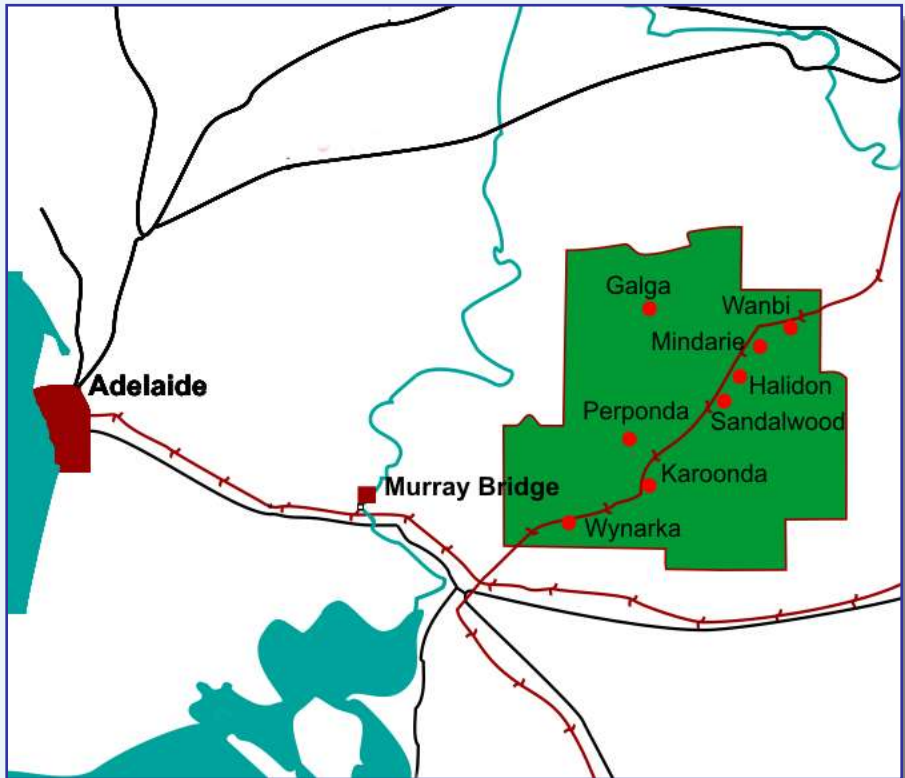 Galga
Wanbi
Mindarie
Adelaide
Halidon
Perponda
Sandalwood
Karoonda
Murray Bridge
Wynarka